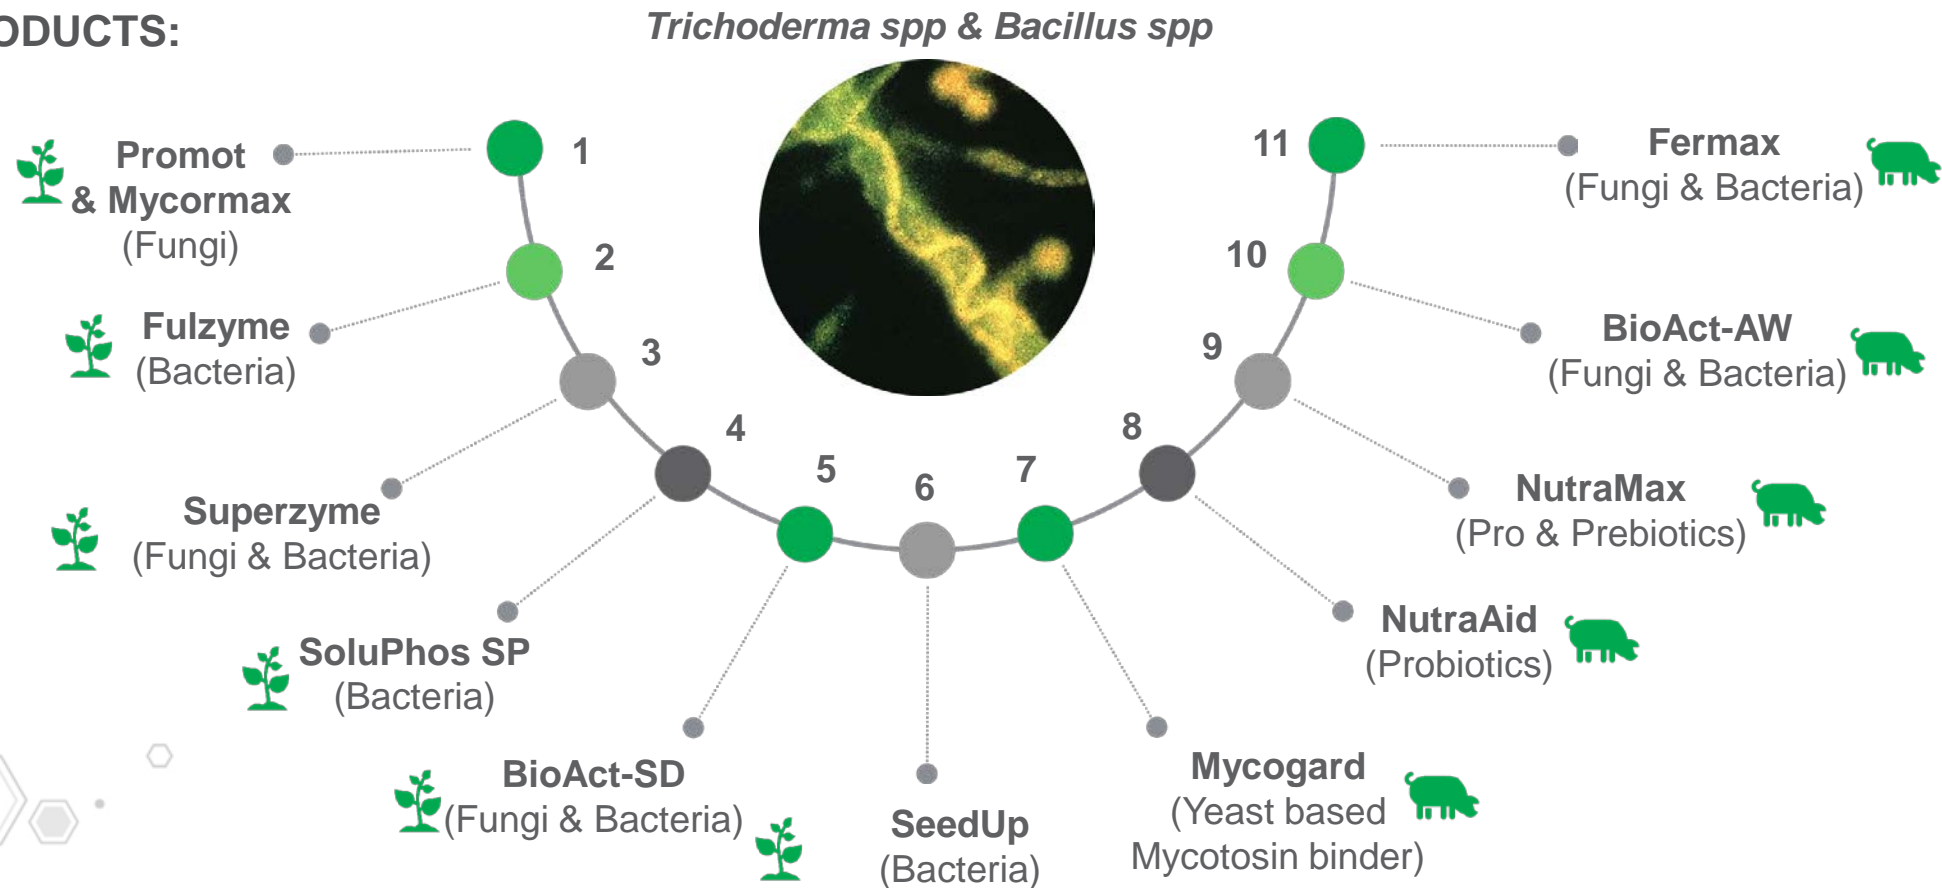 ODUCTS:
Trichoderma spp & Bacillus spp
1
Promot
& Mycormax
(Fungi)
2
Fulzyme
(Bacteria)
3
Superzyme
(Fungi & Bacteria)
4
SoluPhos SP
(Bacteria)
5
BioAct-SD
(Fungi & Bacteria)
6
SeedUp
(Bacteria)
7
Mycogard
(Yeast based
Mycotosin binder)
8
NutraAid
(Probiotics)
9
NutraMax
(Pro & Prebiotics)
10
BioAct-AW
(Fungi & Bacteria)
11
Fermax
(Fungi & Bacteria)